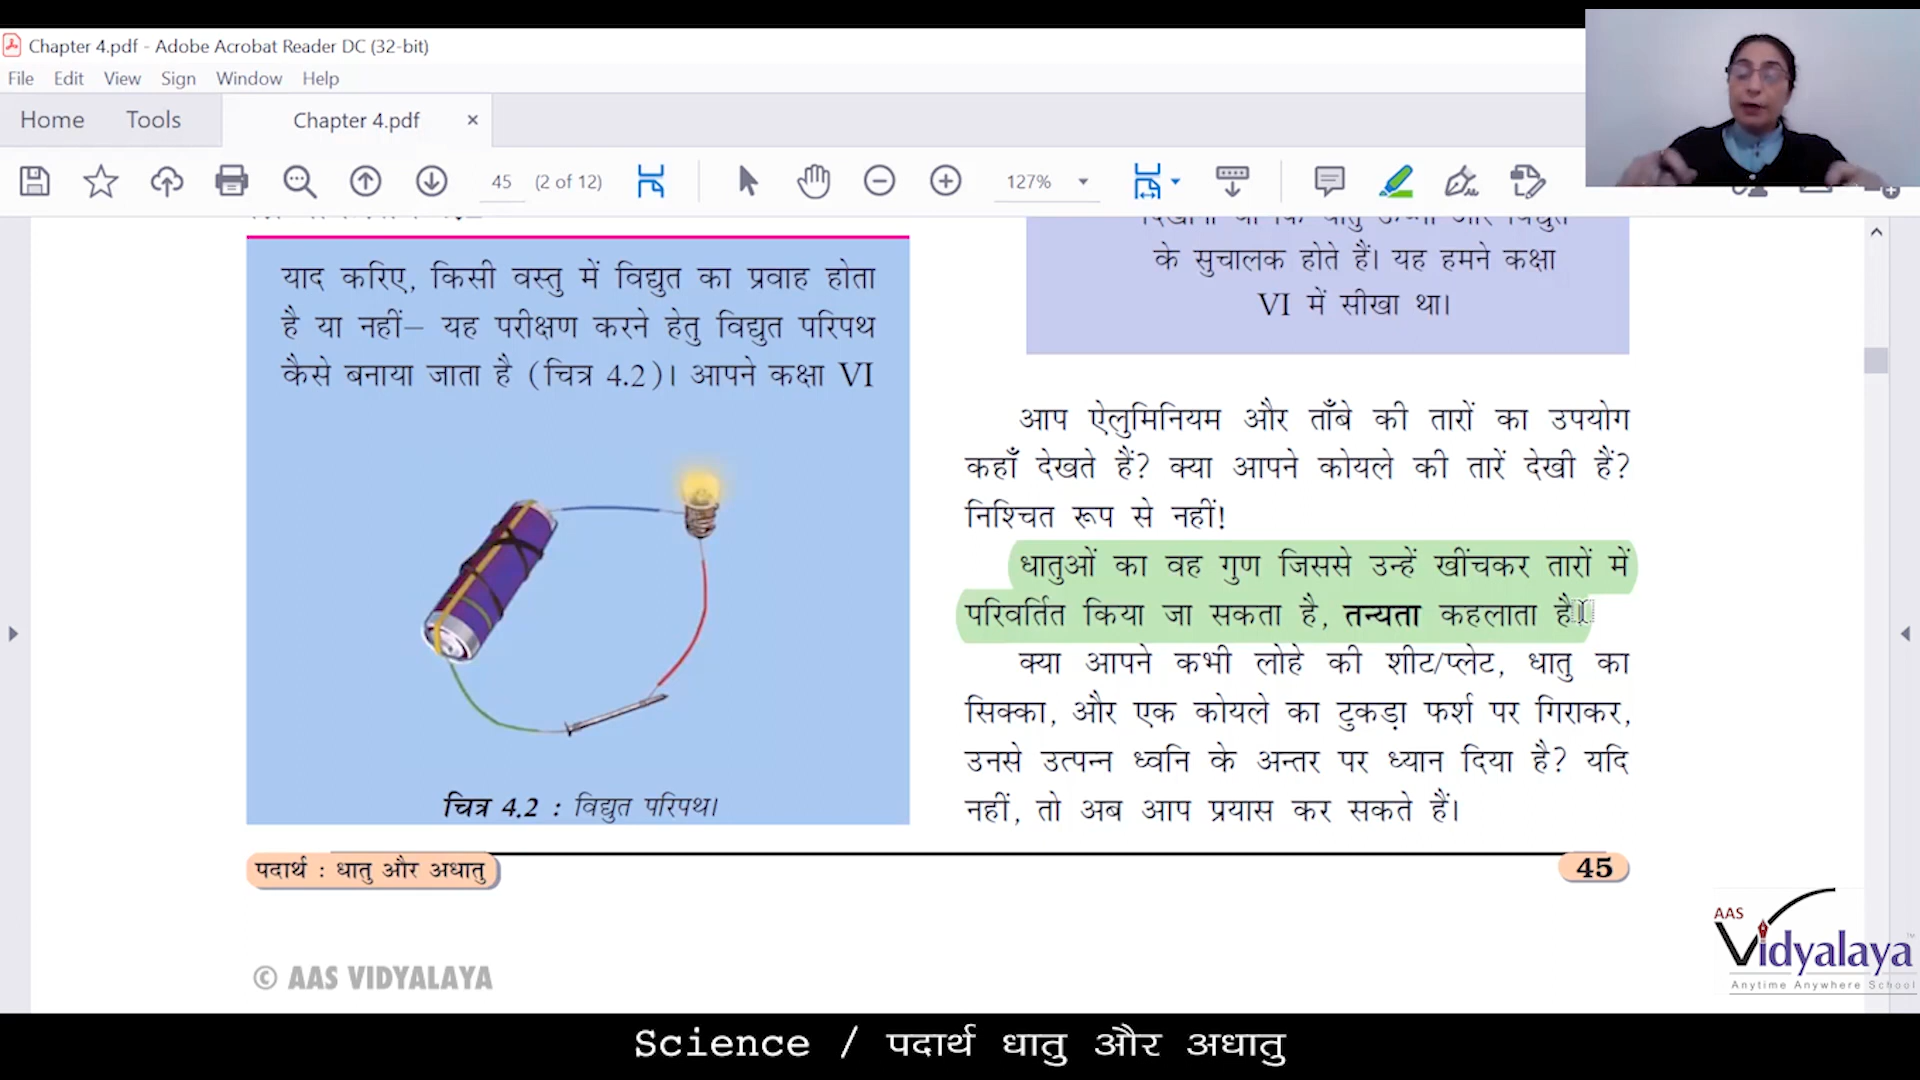 Chapter 4.pdf - Adobe Acrobat Reader DC (32-bit)
File Edit View Sign Window Help
Home Tools Chapter 4.pdf ×
45 (2 of 12) 127%
याद करिए, किसी वस्तु में विद्युत का प्रवाह होता
है या नहीं– यह परीक्षण करने हेतु विद्युत परिपथ
कैसे बनाया जाता है (चित्र 4.2)। आपने कक्षा VI
चित्र 4.2 : विद्युत परिपथ।
के सुचालक होते हैं। यह हमने कक्षा
VI में सीखा था।
आप ऐलुमिनियम और ताँबे की तारों का उपयोग
कहाँ देखते हैं? क्या आपने कोयले की तारें देखी हैं?
निश्चित रूप से नहीं!
धातुओं का वह गुण जिससे उन्हें खींचकर तारों में
परिवर्तित किया जा सकता है, तन्यता कहलाता है।
क्या आपने कभी लोहे की शीट/प्लेट, धातु का
सिक्का, और एक कोयले का टुकड़ा फर्श पर गिराकर,
उनसे उत्पन्न ध्वनि के अन्तर पर ध्यान दिया है? यदि
नहीं, तो अब आप प्रयास कर सकते हैं।
पदार्थ : धातु और अधातु
45
© AAS VIDYALAYA
AAS
Vidyalaya
Anytime Anywhere School
Science / पदार्थ धातु और अधातु